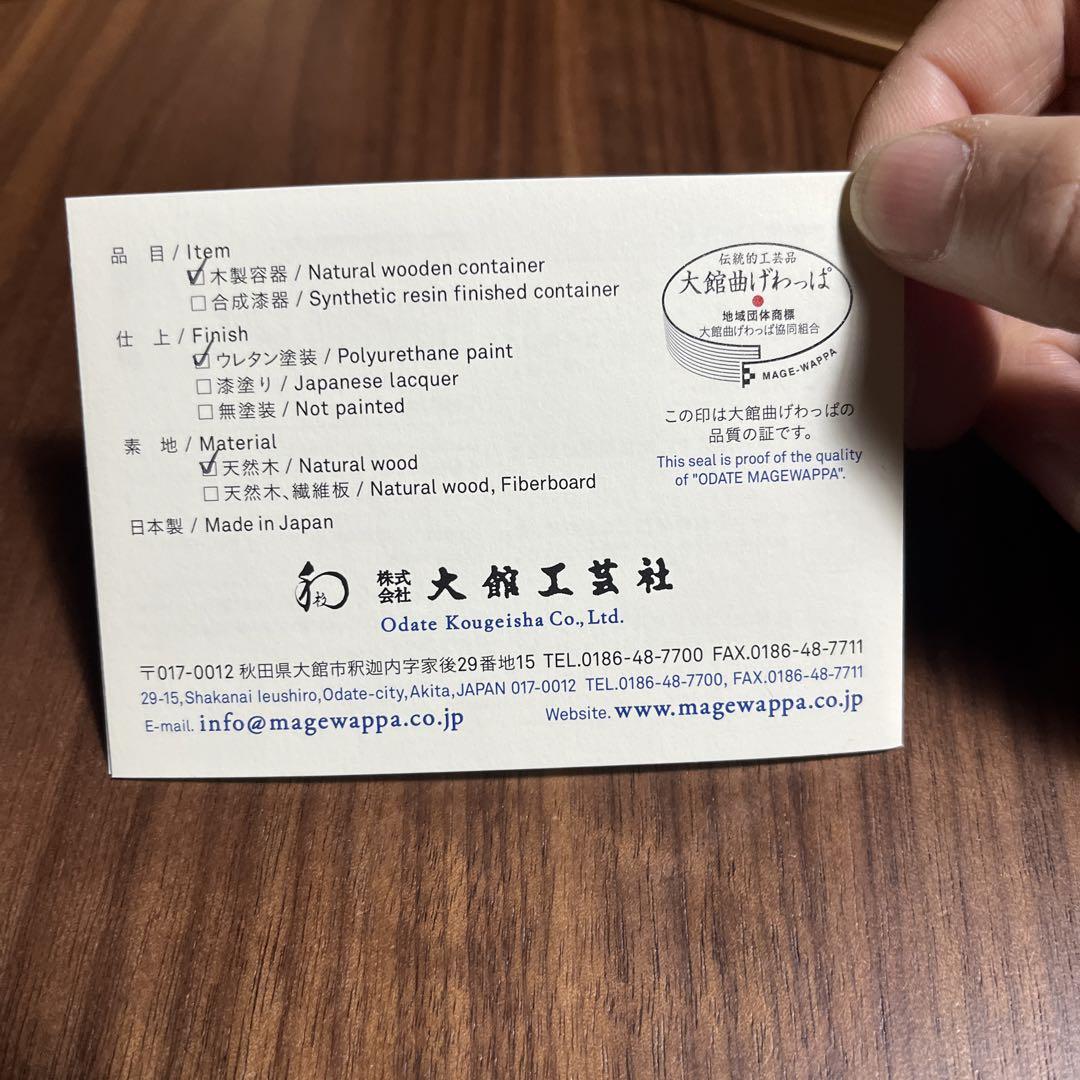 品 目 / Item
木製容器 / Natural wooden container
合成漆器 / Synthetic resin finished container
仕 上 / Finish
ウレタン塗装 / Polyurethane paint
漆塗り / Japanese lacquer
無塗装 / Not painted
素 地 / Material
天然木 / Natural wood
天然木、繊維板 / Natural wood, Fiberboard
日本製 / Made in Japan
伝統的工芸品
大館曲げわっぱ
地域団体商標
大館曲げわっぱ協同組合
MAGE-WAPPA
この印は大館曲げわっぱの
品質の証です。
This seal is proof of the quality
of "ODATE MAGEWAPPA".
株式会社 大館工芸社
Odate Kougeisha Co., Ltd.
〒017-0012 秋田県大館市釈迦内字家後29番地15 TEL.0186-48-7700 FAX.0186-48-7711
29-15,Shakanai Ieushiro,Odate-city,Akita,JAPAN 017-0012 TEL.0186-48-7700, FAX.0186-48-7711
E-mail. info@magewappa.co.jp Website. www.magewappa.co.jp